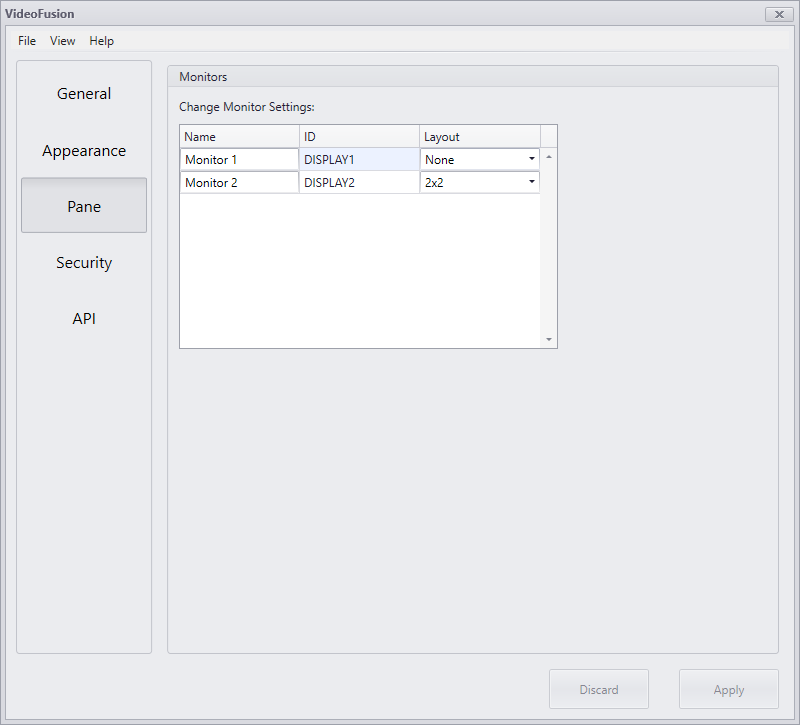 VideoFusion
File View Help
General
Appearance
Pane
Security
API
Monitors
Change Monitor Settings:
Name ID Layout
Monitor 1 DISPLAY1 None
Monitor 2 DISPLAY2 2x2
Discard Apply